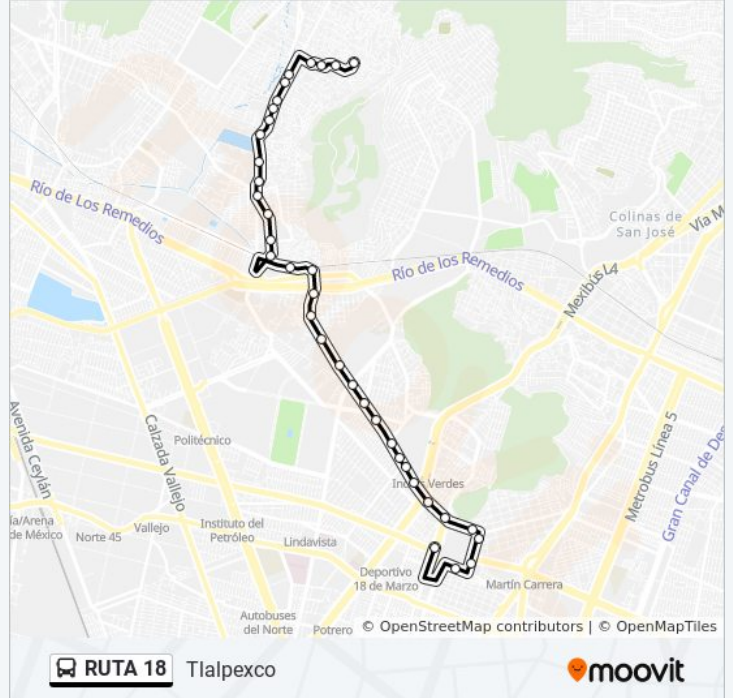 Río de Los Remedios
Colinas de
San José
Vía M
Río de los Remedios
Mexibús L4
Avenida Ceylán
Calzada Vallejo
Politécnico
Metrobus Línea 5
Gran Canal de Des
Indios Verdes
ía/Arena
de México
Norte 45
Vallejo
Instituto del
Petróleo
Lindavista
Deportivo
18 de Marzo
Martín Carrera
Autobuses
del Norte
Potrero
© OpenStreetMap contributors | © OpenMapTiles
RUTA 18
Tlalpexco
moovit